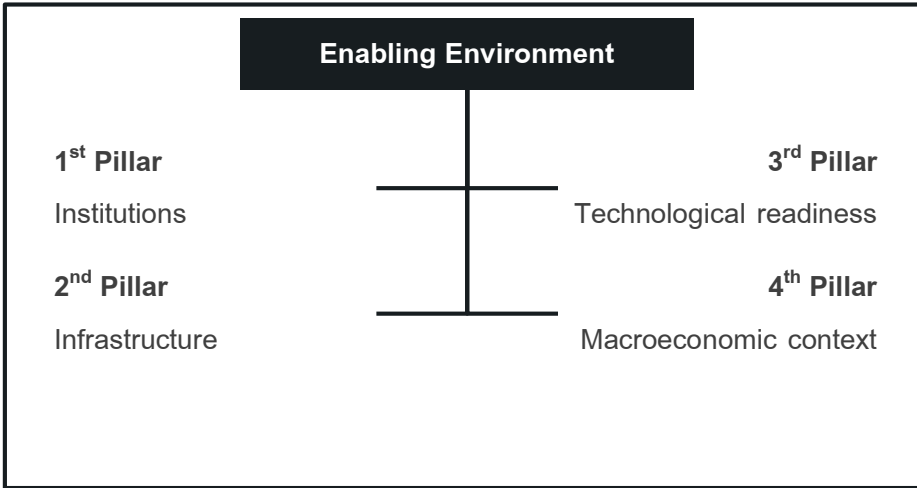 Enabling Environment
1st Pillar
Institutions
2nd Pillar
Infrastructure
3rd Pillar
Technological readiness
4th Pillar
Macroeconomic context